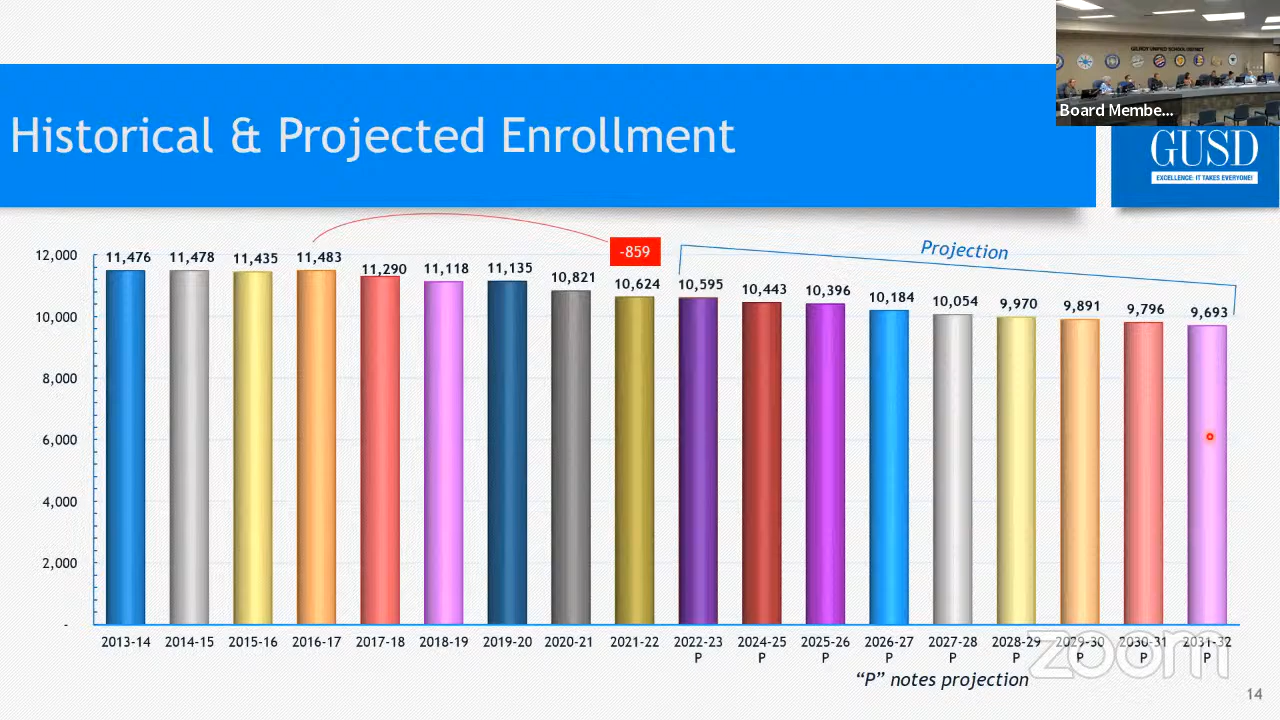 GILROY UNIFIED SCHOOL DISTRICT
Board Membe...
Historical & Projected Enrollment
GUSD
EXCELLENCE: IT TAKES EVERYONE!
-859
Projection
12,000
10,000
8,000
6,000
4,000
2,000
-
11,476
11,478
11,435
11,483
11,290
11,118
11,135
10,821
10,624
10,595
10,443
10,396
10,184
10,054
9,970
9,891
9,796
9,693
2013-14 2014-15 2015-16 2016-17 2017-18 2018-19 2019-20 2020-21 2021-22 2022-23 2024-25 2025-26 2026-27 2027-28 2028-29 2029-30 2030-31 2031-32
P P P P P P P P P
"P" notes projection
zoom
14